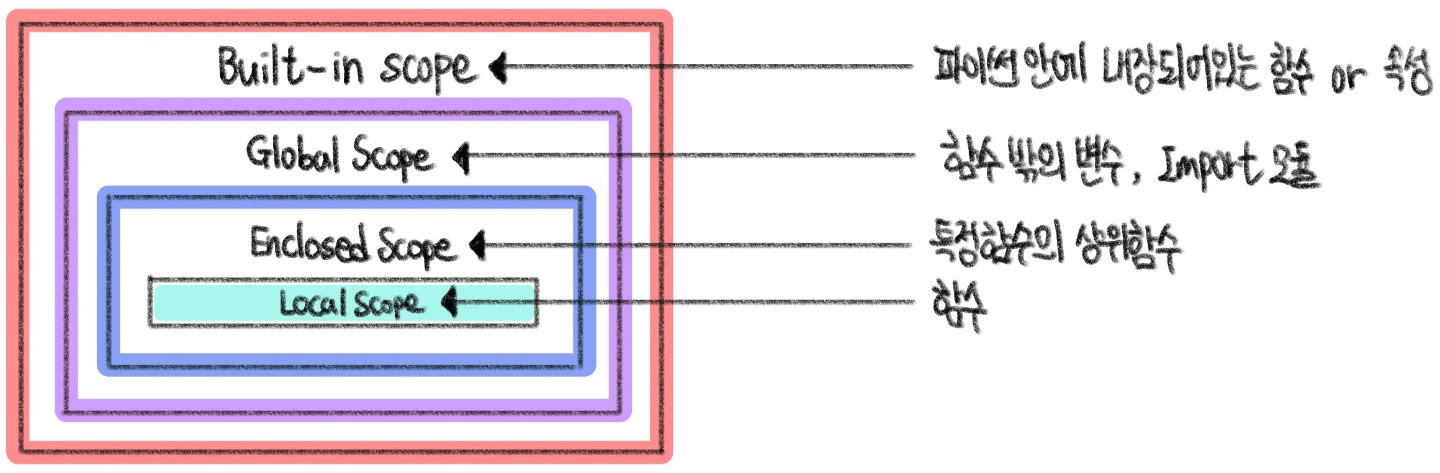 Built-in scope
파이썬 안에 내장되어있는 함수 or 속성
Global Scope
함수 밖의 변수, Import 모듈
Enclosed Scope
특정함수의 상위함수
Local Scope
함수